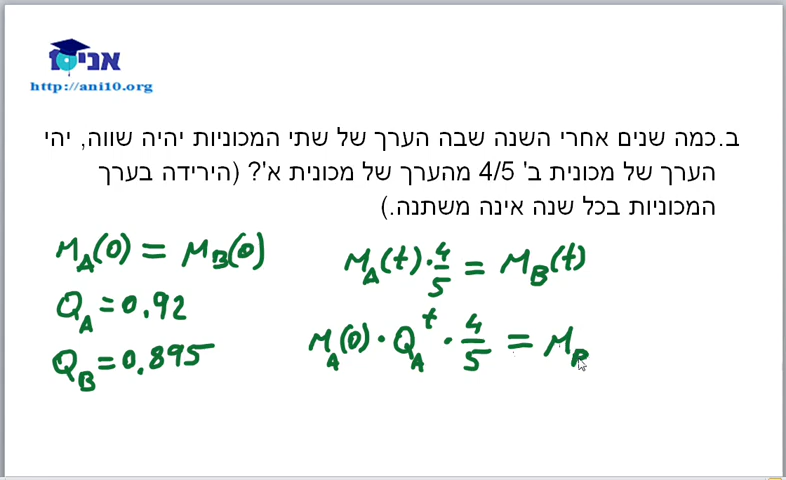 אני10
http://ani10.org
ב.כמה שנים אחרי השנה שבה הערך של שתי המכוניות יהיה שווה, יהי
הערך של מכונית ב' 4/5 מהערך של מכונית א'? (הירידה בערך
המכוניות בכל שנה אינה משתנה.)
M_A(0) = M_B(0)
Q_A = 0.92
Q_B = 0.895
M_A(t) · 4/5 = M_B(t)
M_A(0) · Q_A^t · 4/5 = M